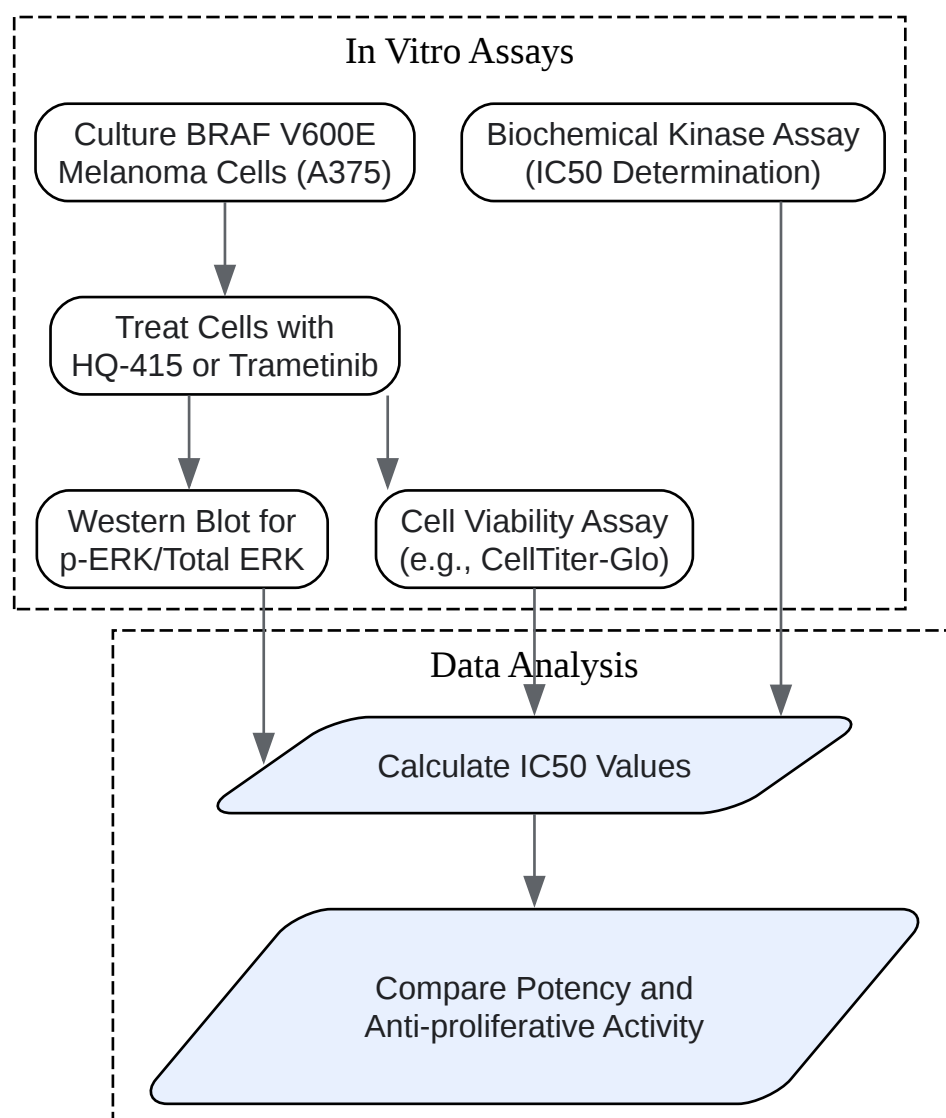 In Vitro Assays
Culture BRAF V600E
Melanoma Cells (A375)
Biochemical Kinase Assay
(IC50 Determination)
Treat Cells with
HQ-415 or Trametinib
Western Blot for
p-ERK/Total ERK
Cell Viability Assay
(e.g., CellTiter-Glo)
Data Analysis
Calculate IC50 Values
Compare Potency and
Anti-proliferative Activity